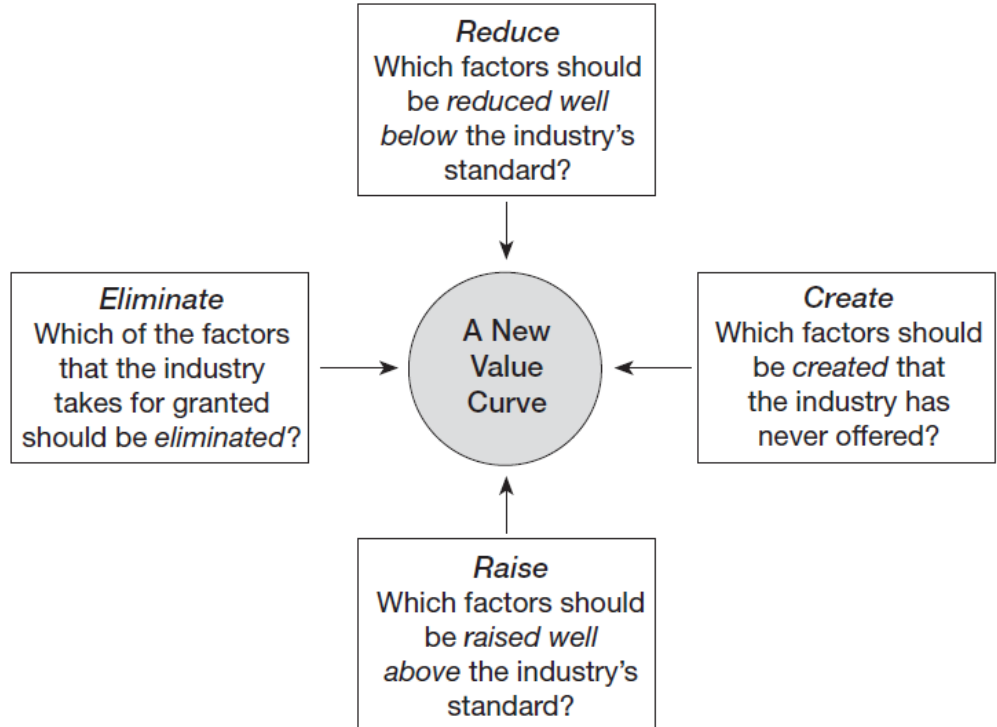 Reduce
Which factors should
be reduced well
below the industry's
standard?
Eliminate
Which of the factors
that the industry
takes for granted
should be eliminated?
A New
Value
Curve
Create
Which factors should
be created that
the industry has
never offered?
Raise
Which factors should
be raised well
above the industry's
standard?